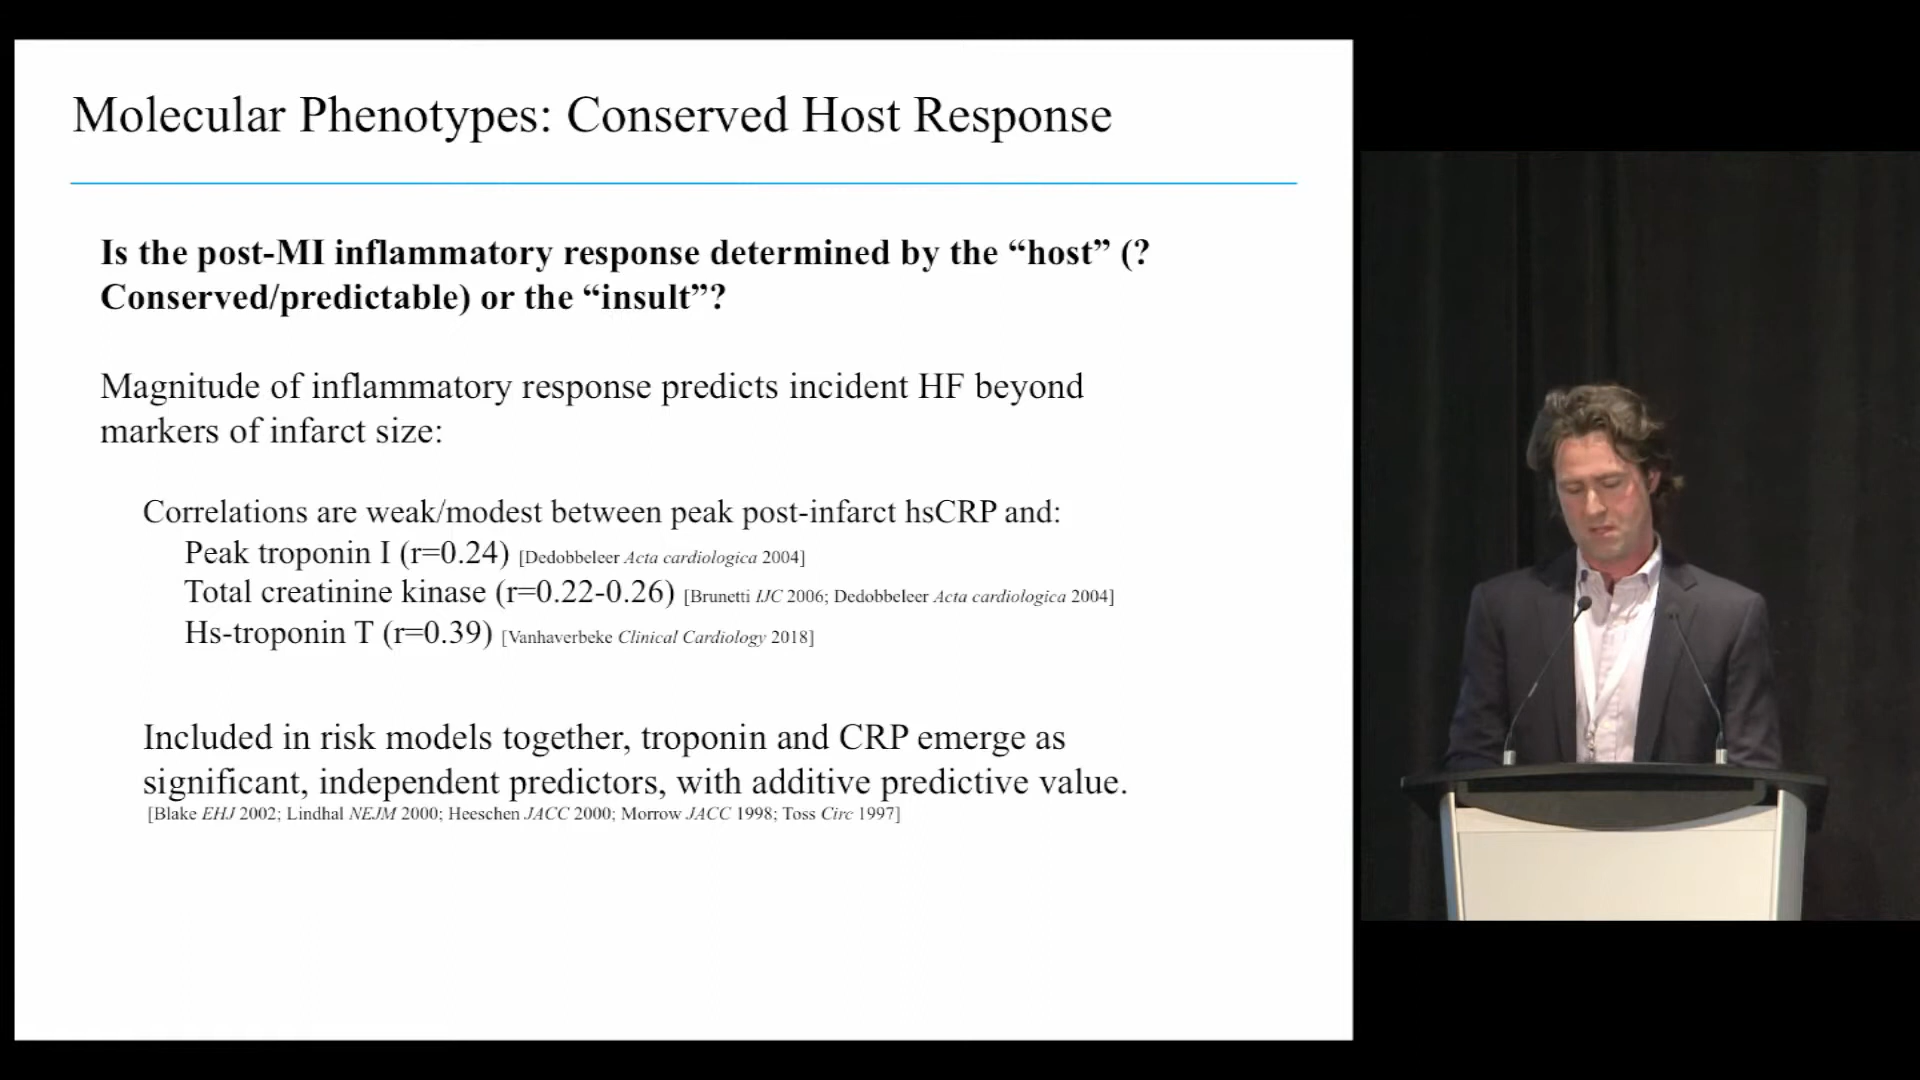 Molecular Phenotypes: Conserved Host Response
Is the post-MI inflammatory response determined by the “host” (?
Conserved/predictable) or the “insult”?
Magnitude of inflammatory response predicts incident HF beyond
markers of infarct size:
Correlations are weak/modest between peak post-infarct hsCRP and:
Peak troponin I (r=0.24) [Dedobbeleer Acta cardiologica 2004]
Total creatinine kinase (r=0.22-0.26) [Brunetti IJC 2006; Dedobbeleer Acta cardiologica 2004]
Hs-troponin T (r=0.39) [Vanhaverbeke Clinical Cardiology 2018]
Included in risk models together, troponin and CRP emerge as
significant, independent predictors, with additive predictive value.
[Blake EHJ 2002; Lindhal NEJM 2000; Heeschen JACC 2000; Morrow JACC 1998; Toss Circ 1997]